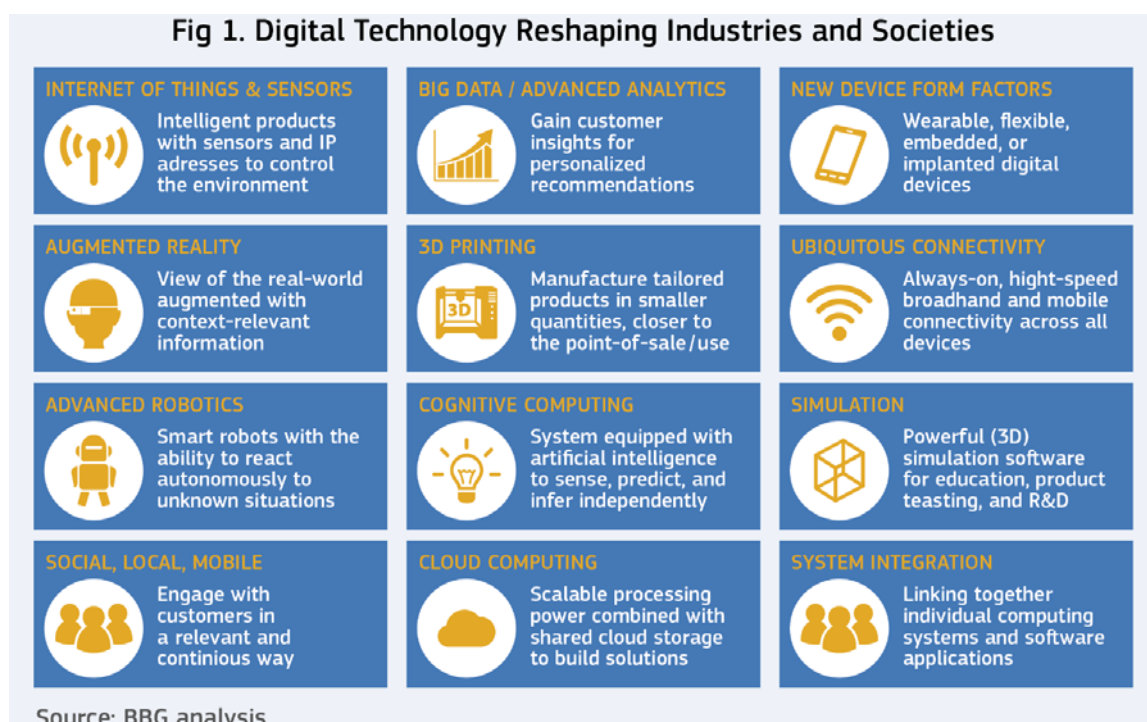 Fig 1. Digital Technology Reshaping Industries and Societies
INTERNET OF THINGS & SENSORS
Intelligent products
with sensors and IP
adresses to control
the environment
BIG DATA / ADVANCED ANALYTICS
Gain customer
insights for
personalized
recommendations
NEW DEVICE FORM FACTORS
Wearable, flexible,
embedded, or
implanted digital
devices
AUGMENTED REALITY
View of the real-world
augmented with
context-relevant
information
3D PRINTING
3D
Manufacture tailored
products in smaller
quantities, closer to
the point-of-sale/use
UBIQUITOUS CONNECTIVITY
Always-on, hight-speed
broadhand and mobile
connectivity across all
devices
ADVANCED ROBOTICS
Smart robots with the
ability to react
autonomously to
unknown situations
COGNITIVE COMPUTING
System equipped with
artificial intelligence
to sense, predict, and
infer independently
SIMULATION
Powerful (3D)
simulation software
for education, product
teasting, and R&D
SOCIAL, LOCAL, MOBILE
Engage with
customers in
a relevant and
continious way
CLOUD COMPUTING
Scalable processing
power combined with
shared cloud storage
to build solutions
SYSTEM INTEGRATION
Linking together
individual computing
systems and software
applications
Source: BBG analysis